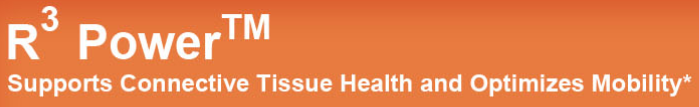 R³ Power™
Supports Connective Tissue Health and Optimizes Mobility*